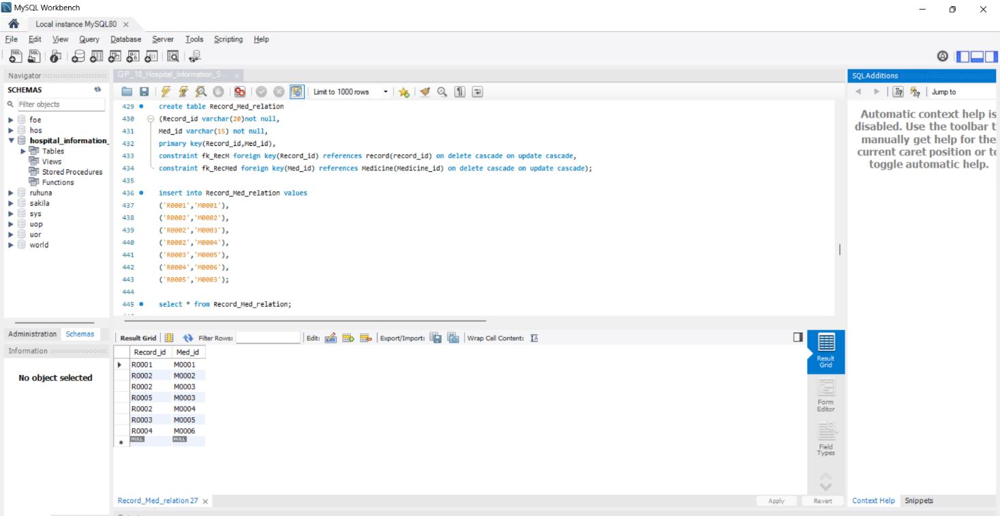 MySQL Workbench
Local instance MySQL80
File Edit View Query Database Server Tools Scripting Help
Navigator
GP_18_Hospital_Information_S...
SQLAdditions
SCHEMAS
Filter objects
foe
hos
hospital_information_
Tables
Views
Stored Procedures
Functions
ruhuna
sakila
sys
uop
uor
world
Limit to 1000 rows
Jump to
429 create table Record_Med_relation
430 (Record_id varchar(20)not null,
431 Med_id varchar(15) not null,
432 primary key(Record_id,Med_id),
433 constraint fk_RecM foreign key(Record_id) references record(record_id) on delete cascade on update cascade,
434 constraint fk_RecMed foreign key(Med_id) references Medicine(Medicine_id) on delete cascade on update cascade);
435
436 insert into Record_Med_relation values
437 ('R0001','M0001'),
438 ('R0002','M0002'),
439 ('R0002','M0003'),
440 ('R0002','M0004'),
441 ('R0003','M0005'),
442 ('R0004','M0006'),
443 ('R0005','M0003');
444
445 select * from Record_Med_relation;
Automatic context help is
disabled. Use the toolbar t
manually get help for the
current caret position or to
toggle automatic help.
Administration Schemas
Information
No object selected
Result Grid Filter Rows: Edit: Export/Import: Wrap Cell Content:
Record_id Med_id
R0001 M0001
R0002 M0002
R0002 M0003
R0005 M0003
R0002 M0004
R0003 M0005
R0004 M0006
NULL NULL
Result
Grid
Form
Editor
Field
Types
Record_Med_relation 27
Apply Revert
Context Help Snippets